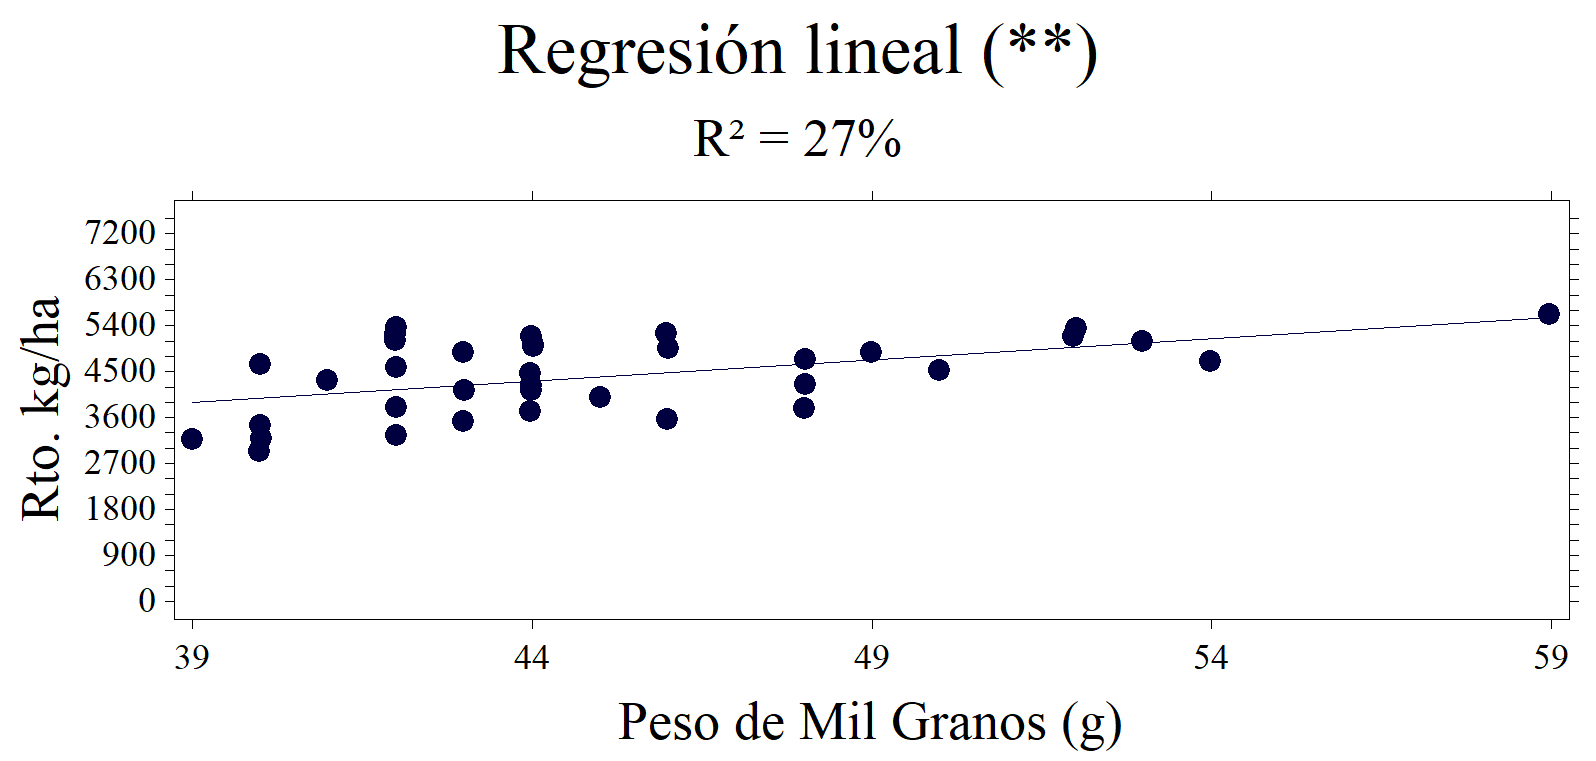 Regresión lineal (**)
R² = 27%
Rto. kg/ha
7200
6300
5400
4500
3600
2700
1800
900
0
39 44 49 54 59
Peso de Mil Granos (g)